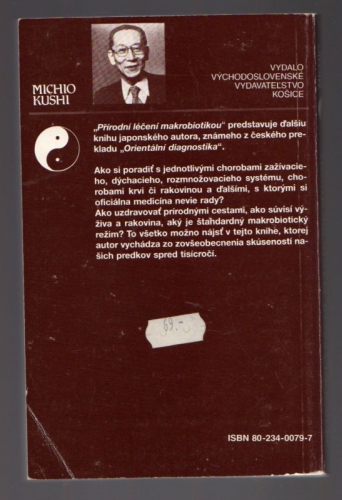 MICHIO
KUSHI
VYDALO
VÝCHODOSLOVENSKÉ
VYDAVATEĽSTVO
KOŠICE
„Přírodní léčení makrobiotikou“ predstavuje ďalšiu
knihu japonského autora, známeho z českého pre-
kladu „Orientální diagnostika“.
Ako si poradiť s jednotlivými chorobami zažívacie-
ho, dýchacieho, rozmnožovacieho systému, cho-
robami krvi či rakovinou a ďalšími, s ktorými si
oficiálna medicína nevie rady?
Ako uzdravovať prírodnými cestami, ako súvisí vý-
živa a rakovina, aký je štahdardný makrobiotický
režim? To všetko možno nájsť v tejto knihe, ktorej
autor vychádza zo zovšeobecnenia skúseností na-
šich predkov spred tisícročí.
69.-
ISBN 80-234-0079-7